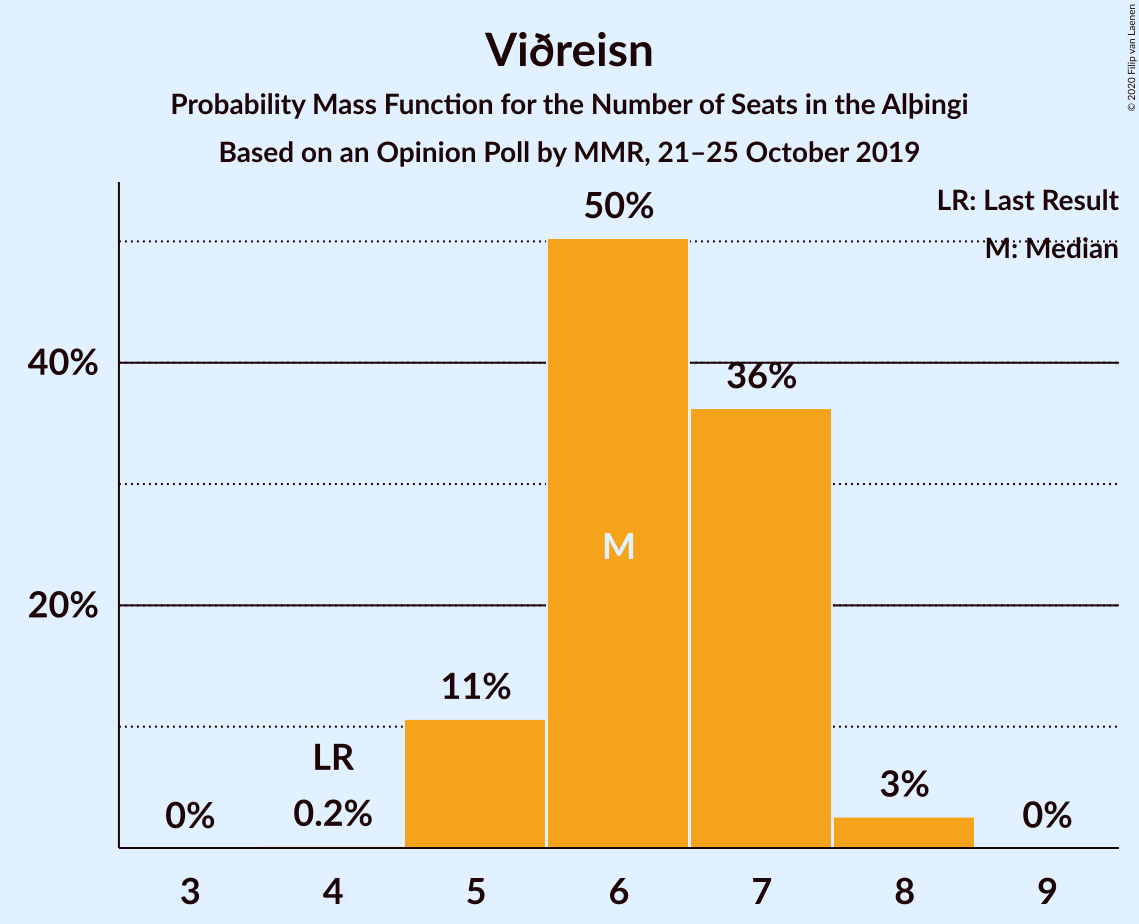 Viðreisn
Probability Mass Function for the Number of Seats in the Alþingi
Based on an Opinion Poll by MMR, 21–25 October 2019
© 2020 Filip van Laenen
LR: Last Result
M: Median
50%
40%
36%
M
20%
11%
LR
0%
0.2%
3%
0%
3 4 5 6 7 8 9